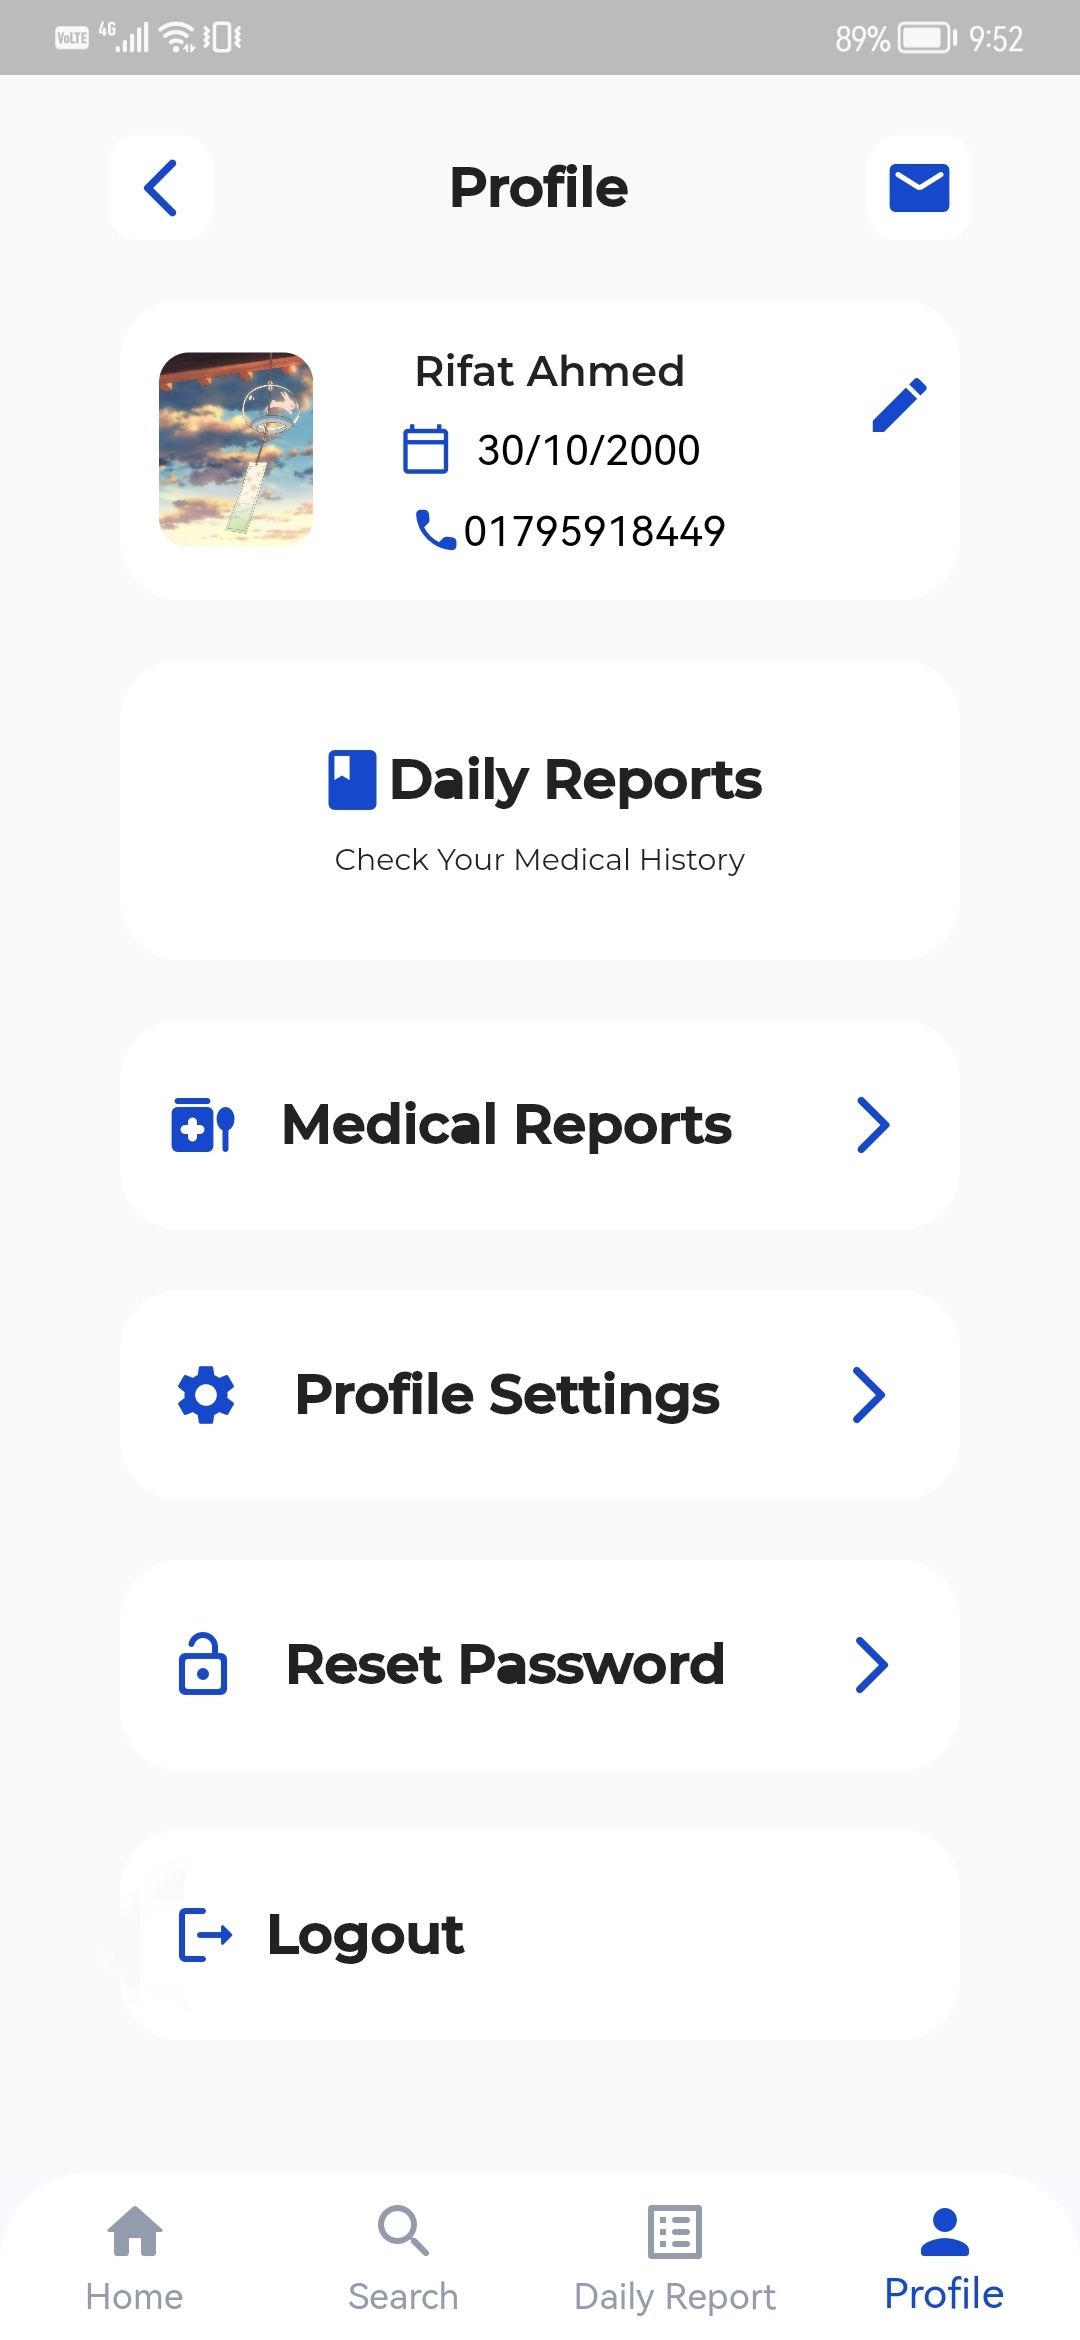 VoLTE 4G 89% 9:52
Profile
Rifat Ahmed
30/10/2000
01795918449
Daily Reports
Check Your Medical History
Medical Reports
Profile Settings
Reset Password
Logout
Home Search Daily Report Profile